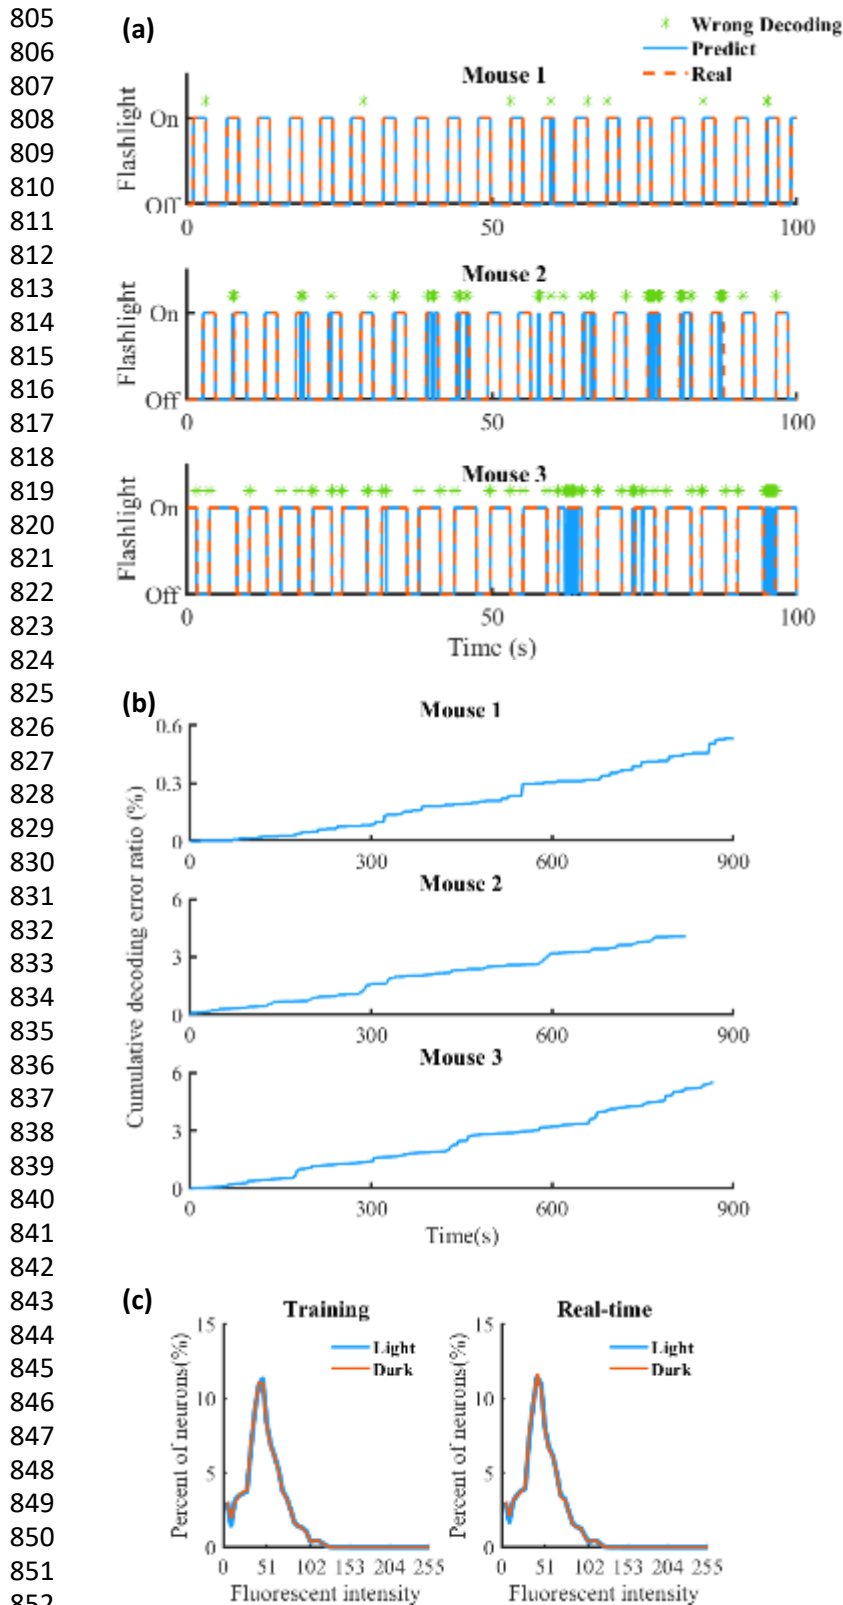 805
(a)
Wrong Decoding
806
Predict
807
Mouse 1
Real
808
On
Flashlight
809
810
Off
811
0
50
100
812
813
Mouse 2
814
On
815
Flashlight
816
Off
817
0
50
100
818
819
Mouse 3
820
On
821
Flashlight
822
Off
823
0
50
100
824
Time (s)
825
(b)
826
Mouse 1
0.6
827
828
0.3
829
830
0
0
300
600
900
831
Mouse 2
6
832
833
3
834
0
835
0
300
600
900
836
Mouse 3
6
837
838
3
839
840
0
0
300
600
900
Cumulative decoding error ratio (%)
841
Time(s)
842
843
(c)
Training
Real-time
844
15
Light
Dark
15
Light
Dark
845
846
10
10
847
848
5
5
849
850
0
0
Percent of neurons(%)
Percent of neurons(%)
851
0 51 102 153 204 255
0 51 102 153 204 255
Fluorescent intensity
Fluorescent intensity
852